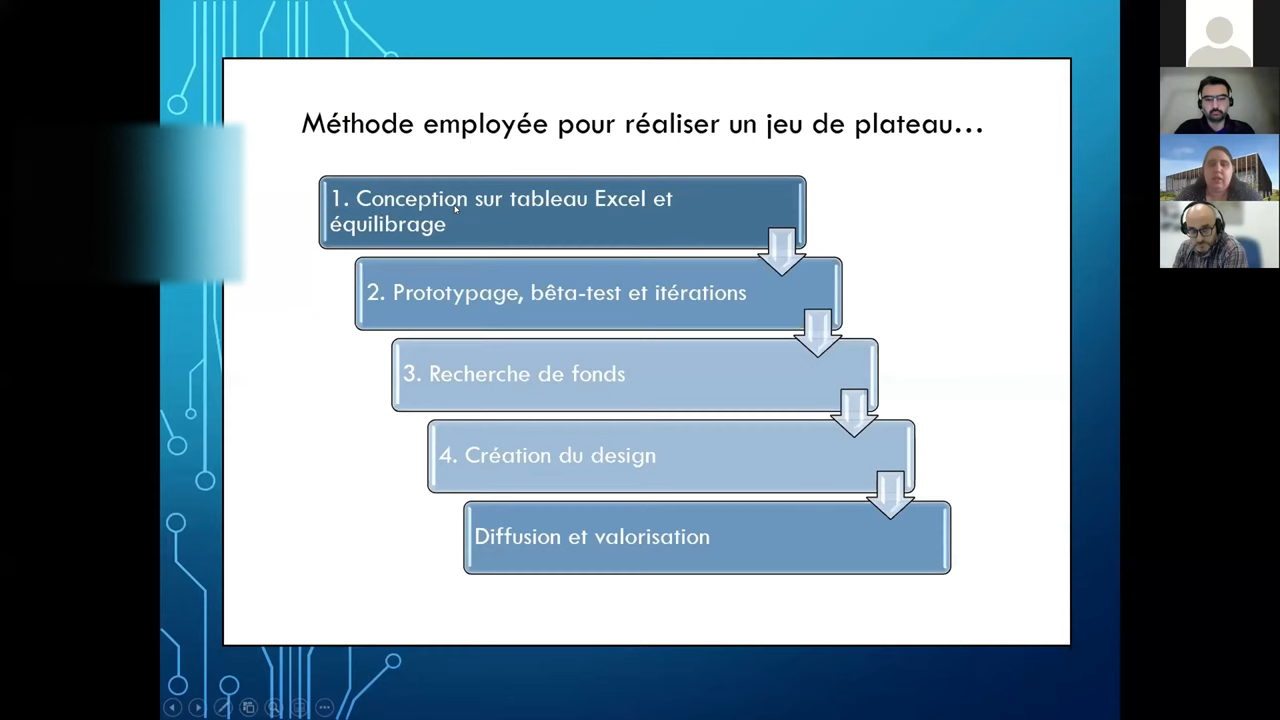 Méthode employée pour réaliser un jeu de plateau...
1. Conception sur tableau Excel et
équilibrage
2. Prototypage, bêta-test et itérations
3. Recherche de fonds
4. Création du design
Diffusion et valorisation